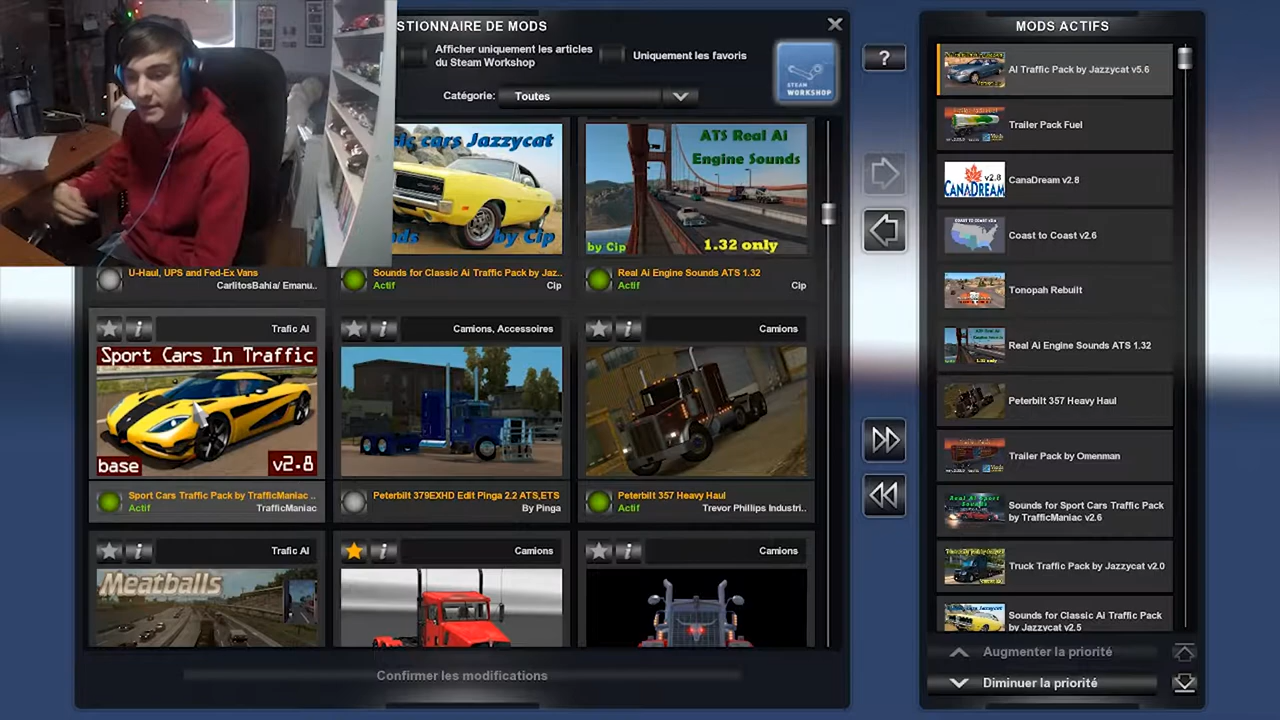 STIONNAIRE DE MODS
Afficher uniquement les articles
du Steam Workshop
Uniquement les favoris
STEAM
WORKSHOP
Catégorie:
Toutes
ic cars Jazzycat
ds
by Cip
U-Haul, UPS and Fed-Ex Vans
CarlitosBahia/ Emanu..
Sounds for Classic Ai Traffic Pack by Jaz..
Actif
Cip
ATS Real Ai
Engine Sounds
by Cip
1.32 only
Real Ai Engine Sounds ATS 1.32
Actif
Cip
Trafic AI
Sport Cars In Traffic
base
v2.8
Sport Cars Traffic Pack by TrafficManiac ..
Actif
TrafficManiac
Camions, Accessoires
Peterbilt 379EXHD Edit Pinga 2.2 ATS,ETS
By Pinga
Camions
Peterbilt 357 Heavy Haul
Actif
Trevor Phillips Industri..
Trafic AI
Meatballs
Camions
Camions
Confirmer les modifications
?
MODS ACTIFS
AI Traffic Pack by Jazzycat v5.6
Trailer Pack Fuel
CANADREAM
v2.8
CanaDream v2.8
Coast to Coast v2.6
Tonopah Rebuilt
Real Ai Engine Sounds ATS 1.32
Peterbilt 357 Heavy Haul
Trailer Pack by Omenman
Sounds for Sport Cars Traffic Pack
by TrafficManiac v2.6
Truck Traffic Pack by Jazzycat v2.0
Sounds for Classic Ai Traffic Pack
by Jazzycat v2.5
Augmenter la priorité
Diminuer la priorité